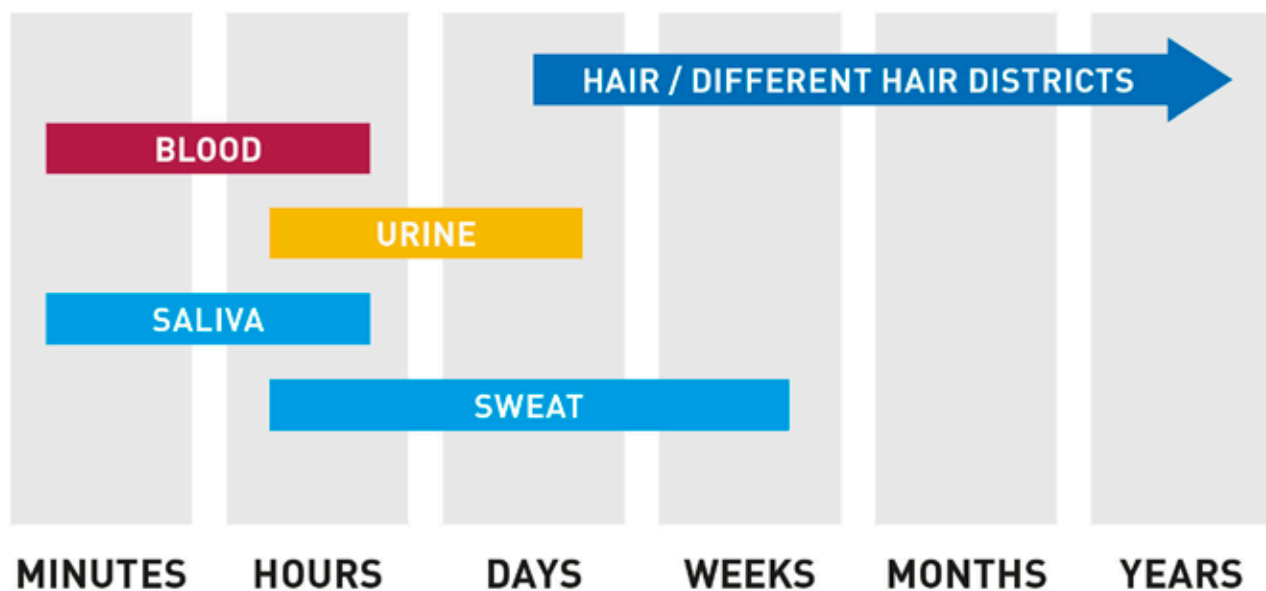 HAIR / DIFFERENT HAIR DISTRICTS
BLOOD
URINE
SALIVA
SWEAT
MINUTES HOURS DAYS WEEKS MONTHS YEARS